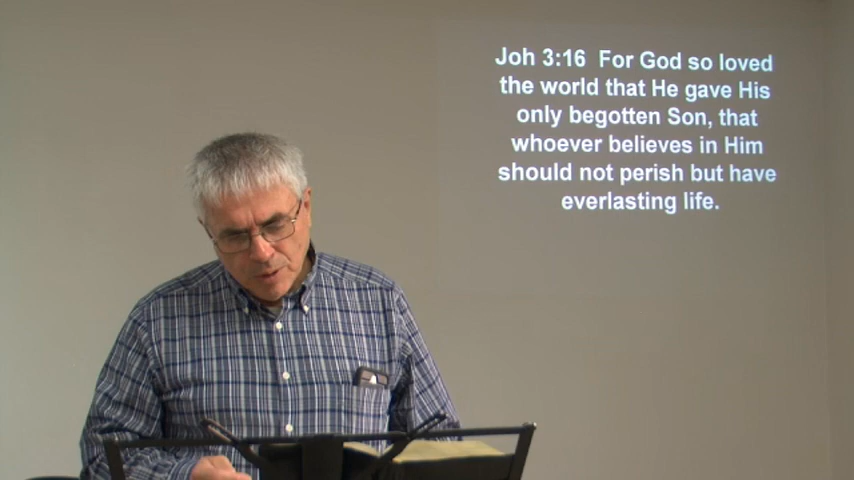 Joh 3:16 For God so loved
the world that He gave His
only begotten Son, that
whoever believes in Him
should not perish but have
everlasting life.